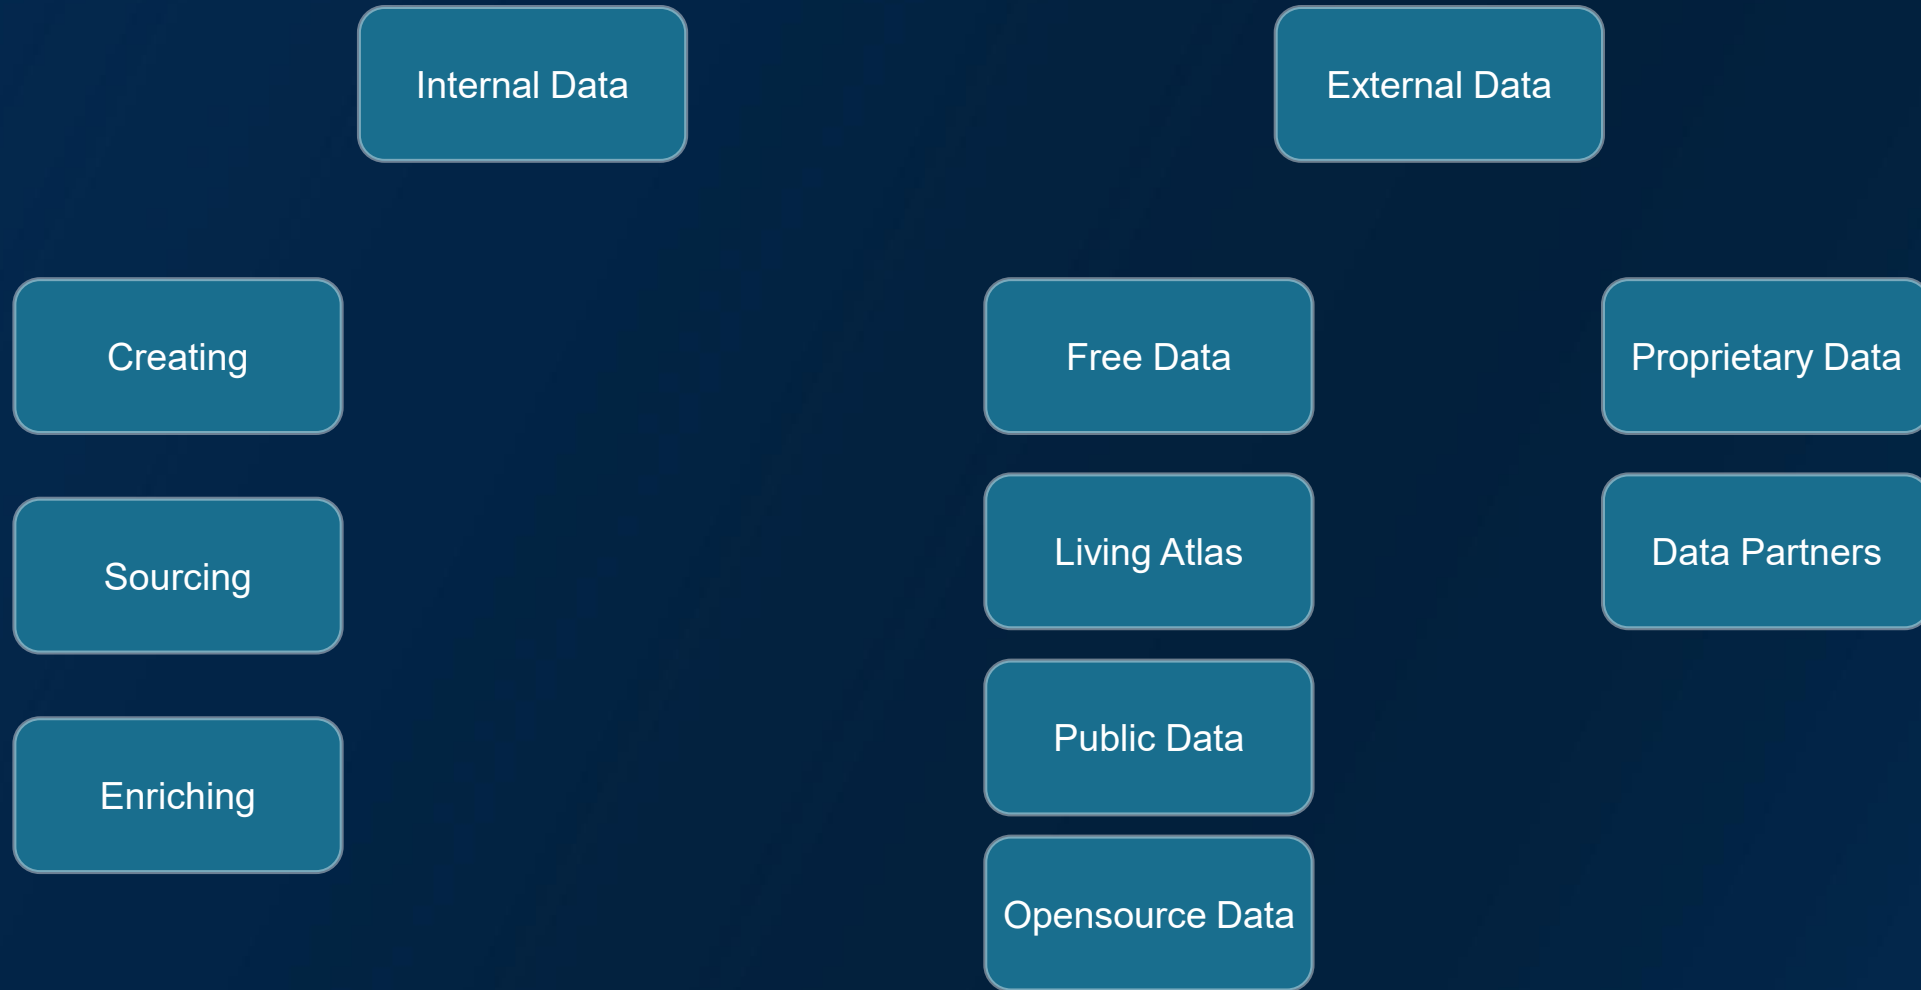 Internal Data
External Data
Creating
Free Data
Proprietary Data
Living Atlas
Data Partners
Sourcing
Public Data
Enriching
Opensource Data